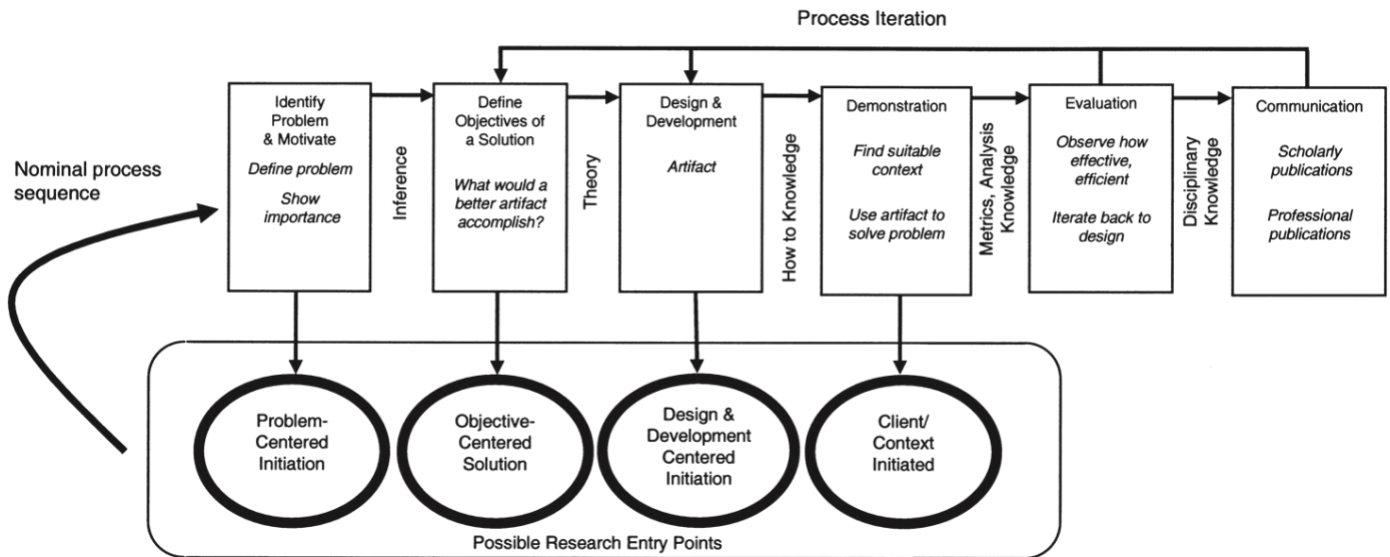 Process Iteration
Nominal process
sequence
Identify
Problem
& Motivate
Define problem
Show
importance
Inference
Define
Objectives of
a Solution
What would a
better artifact
accomplish?
Theory
Design &
Development
Artifact
How to Knowledge
Demonstration
Find suitable
context
Use artifact to
solve problem
Metrics, Analysis
Knowledge
Evaluation
Observe how
effective,
efficient
Iterate back to
design
Disciplinary
Knowledge
Communication
Scholarly
publications
Professional
publications
Problem-
Centered
Initiation
Objective-
Centered
Solution
Design &
Development
Centered
Initiation
Client/
Context
Initiated
Possible Research Entry Points